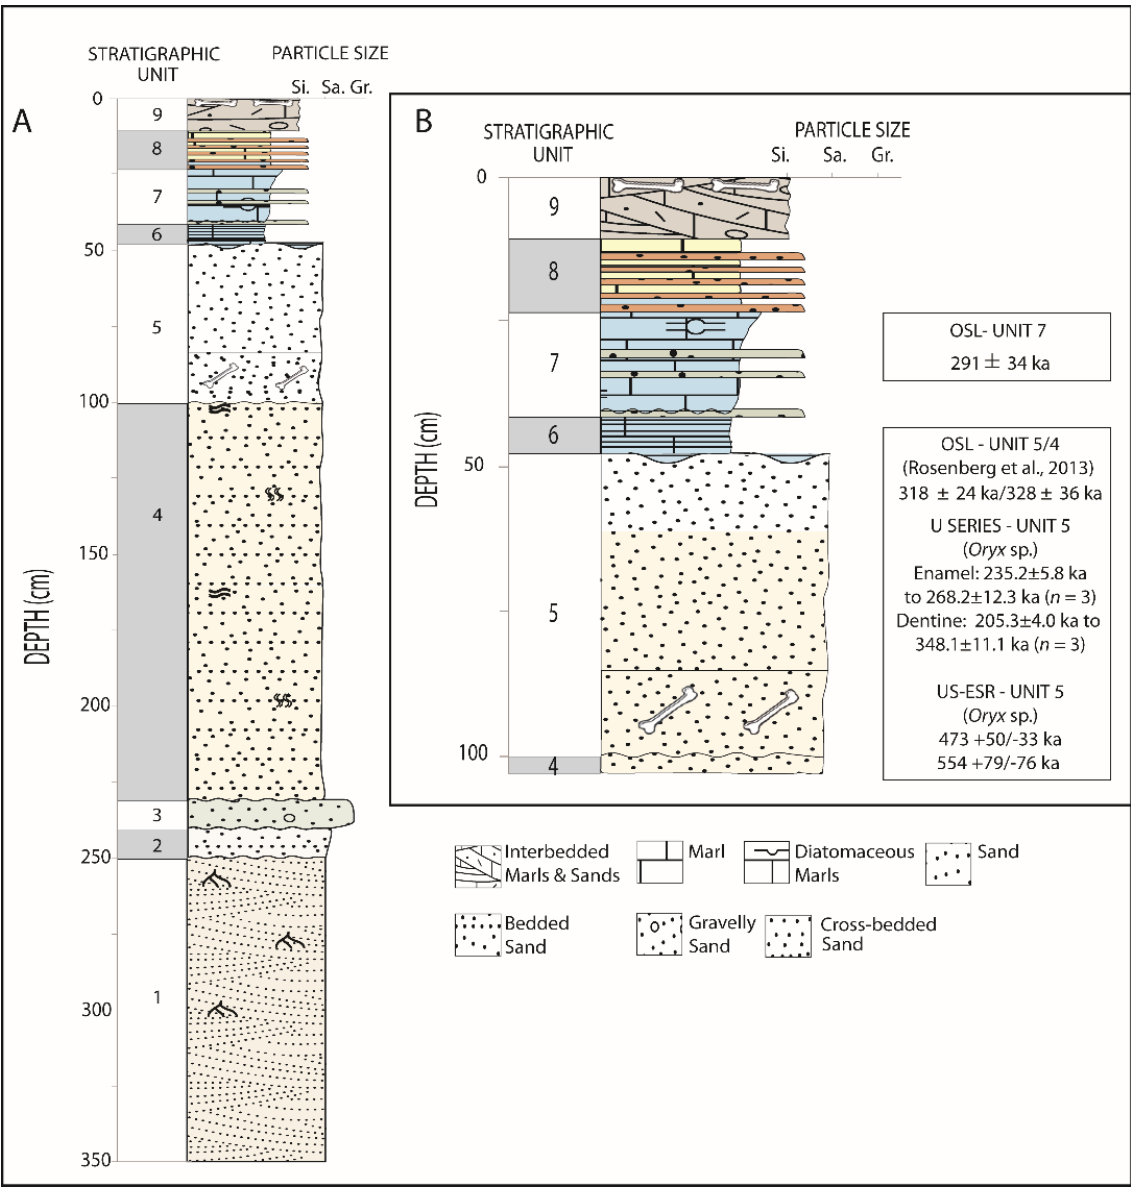 A
STRATIGRAPHIC
UNIT
PARTICLE SIZE
Si. Sa. Gr.
DEPTH (cm)
0
50
100
150
200
250
300
350
9
8
7
6
5
4
3
2
1
B
STRATIGRAPHIC
UNIT
PARTICLE SIZE
Si. Sa. Gr.
DEPTH (cm)
0
50
100
9
8
7
6
5
4
OSL- UNIT 7
291 ± 34 ka
OSL - UNIT 5/4
(Rosenberg et al., 2013)
318 ± 24 ka/328 ± 36 ka
U SERIES - UNIT 5
(Oryx sp.)
Enamel: 235.2±5.8 ka
to 268.2±12.3 ka (n = 3)
Dentine: 205.3±4.0 ka to
348.1±11.1 ka (n = 3)
US-ESR - UNIT 5
(Oryx sp.)
473 +50/-33 ka
554 +79/-76 ka
Interbedded
Marls & Sands
Marl
Diatomaceous
Marls
Sand
Bedded
Sand
Gravelly
Sand
Cross-bedded
Sand